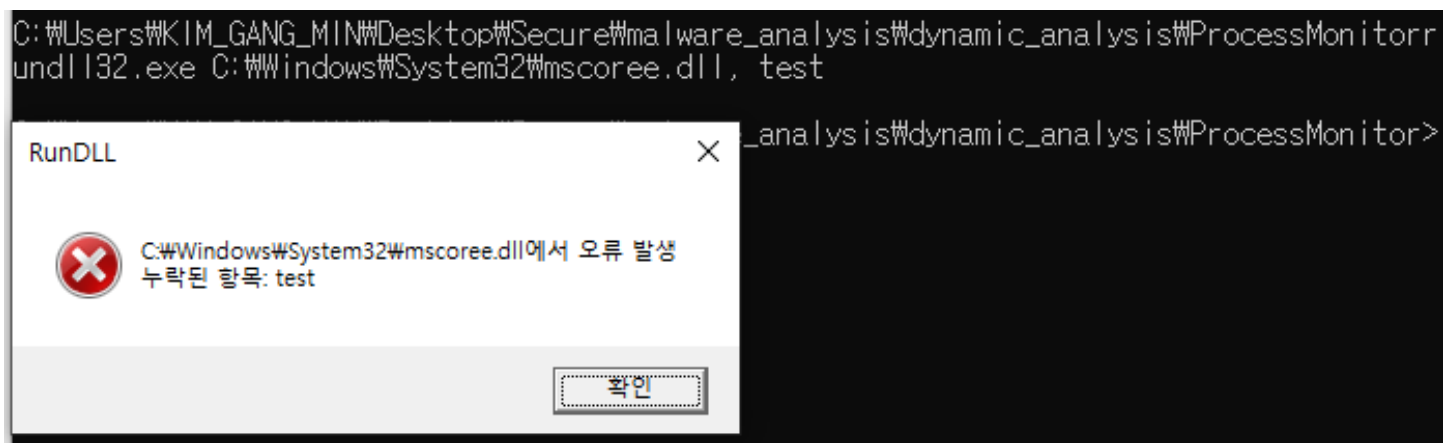 C:₩Users₩KIM_GANG_MIN₩Desktop₩Secure₩malware_analysis₩dynamic_analysis₩ProcessMonitorr
undll32.exe C:₩Windows₩System32₩mscoree.dll, test
_analysis₩dynamic_analysis₩ProcessMonitor>
RunDLL
C:₩Windows₩System32₩mscoree.dll에서 오류 발생
누락된 항목: test
확인